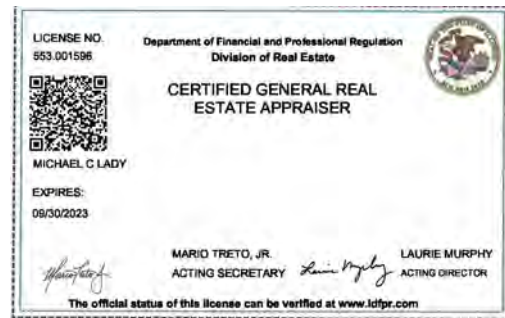 LICENSE NO.
553.001596
Department of Financial and Professional Regulation
Division of Real Estate
CERTIFIED GENERAL REAL
ESTATE APPRAISER
MICHAEL C LADY
EXPIRES:
09/30/2023
MARIO TRETO, JR.
ACTING SECRETARY
LAURIE MURPHY
ACTING DIRECTOR
The official status of this license can be verified at www.idfpr.com